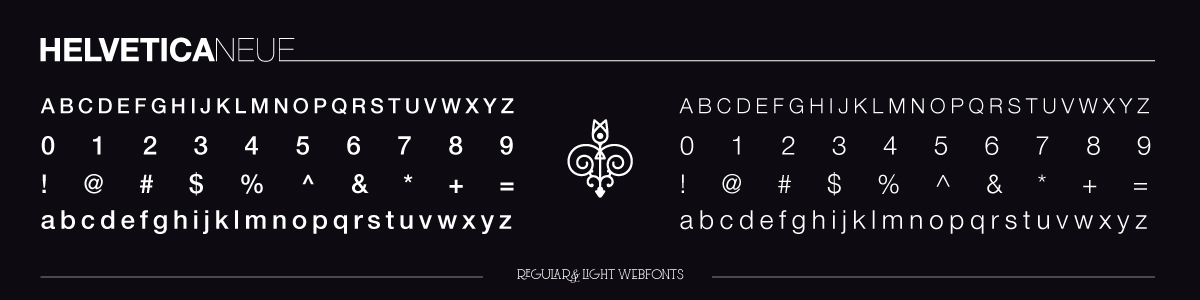 HELVETICANEUE
ABCDEFGHIJKLMNOPQRSTUVWXYZ
0 1 2 3 4 5 6 7 8 9
! @ # $ % ^ & * + =
abcdefghijklmnopqrstuvwxyz
ABCDEFGHIJKLMNOPQRSTUVWXYZ
0 1 2 3 4 5 6 7 8 9
! @ # $ % ^ & * + =
abcdefghijklmnopqrstuvwxyz
REGULAR & LIGHT WEBFONTS